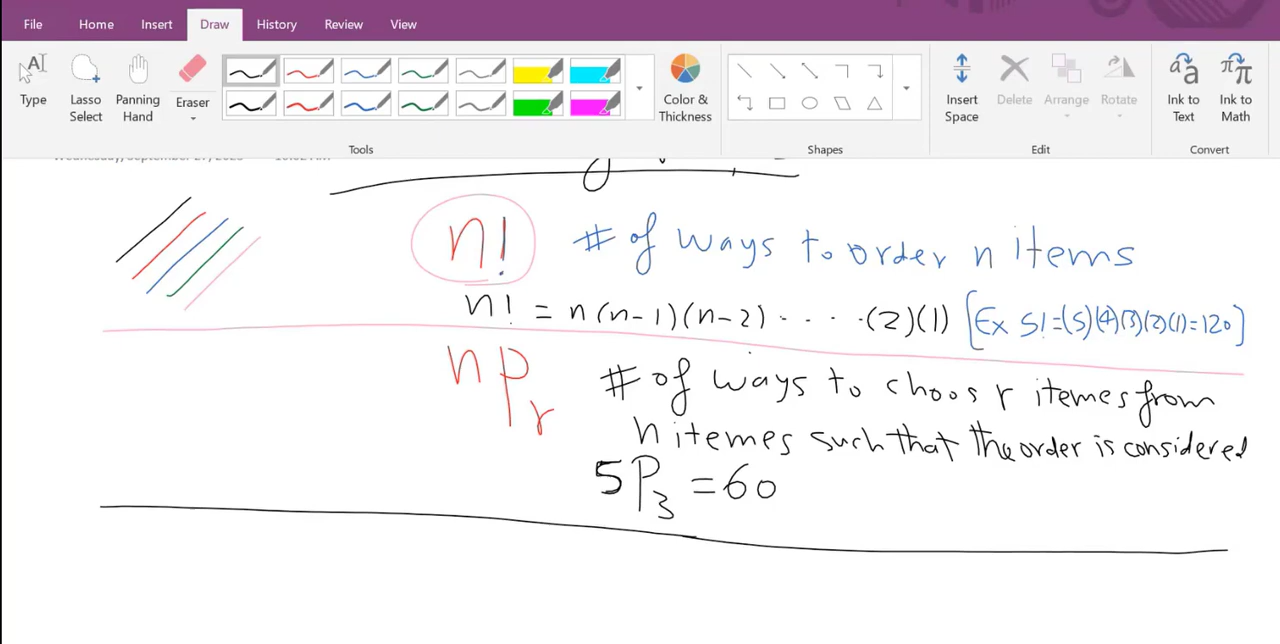 File Home Insert Draw History Review View
Type Lasso Select Panning Hand Eraser Color & Thickness Insert Space Delete Arrange Rotate Ink to Text Ink to Math
Tools Shapes Edit Convert
n! # of ways to order n items
n! = n(n-1)(n-2) · · · · ·(2)(1) [Ex 5! =(5)(4)(3)(2)(1)=120]
nPr # of ways to choos r itemes from
n itemes such that the order is considered
5P3 = 60